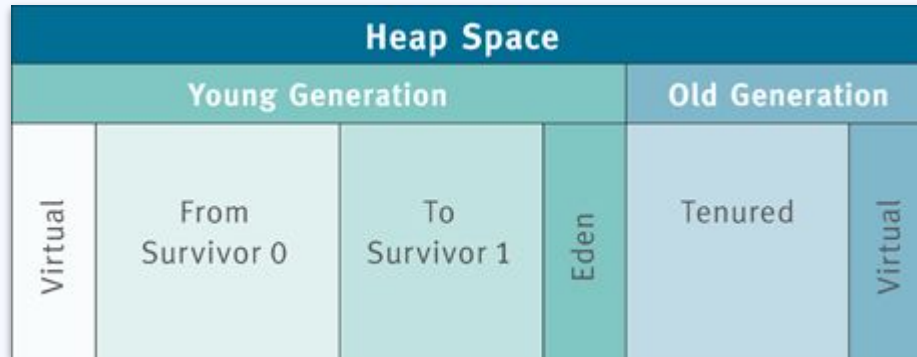 Heap Space
Young Generation
Old Generation
Virtual
From
Survivor 0
To
Survivor 1
Eden
Tenured
Virtual